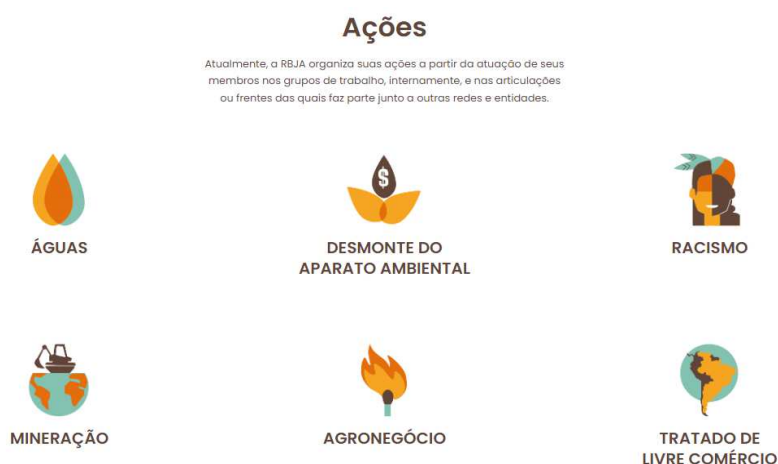 Ações
Atualmente, a RBJA organiza suas ações a partir da atuação de seus
membros nos grupos de trabalho, internamente, e nas articulações
ou frentes das quais faz parte junto a outras redes e entidades.
$
ÁGUAS
DESMONTE DO
APARATO AMBIENTAL
RACISMO
MINERAÇÃO
AGRONEGÓCIO
TRATADO DE
LIVRE COMÉRCIO